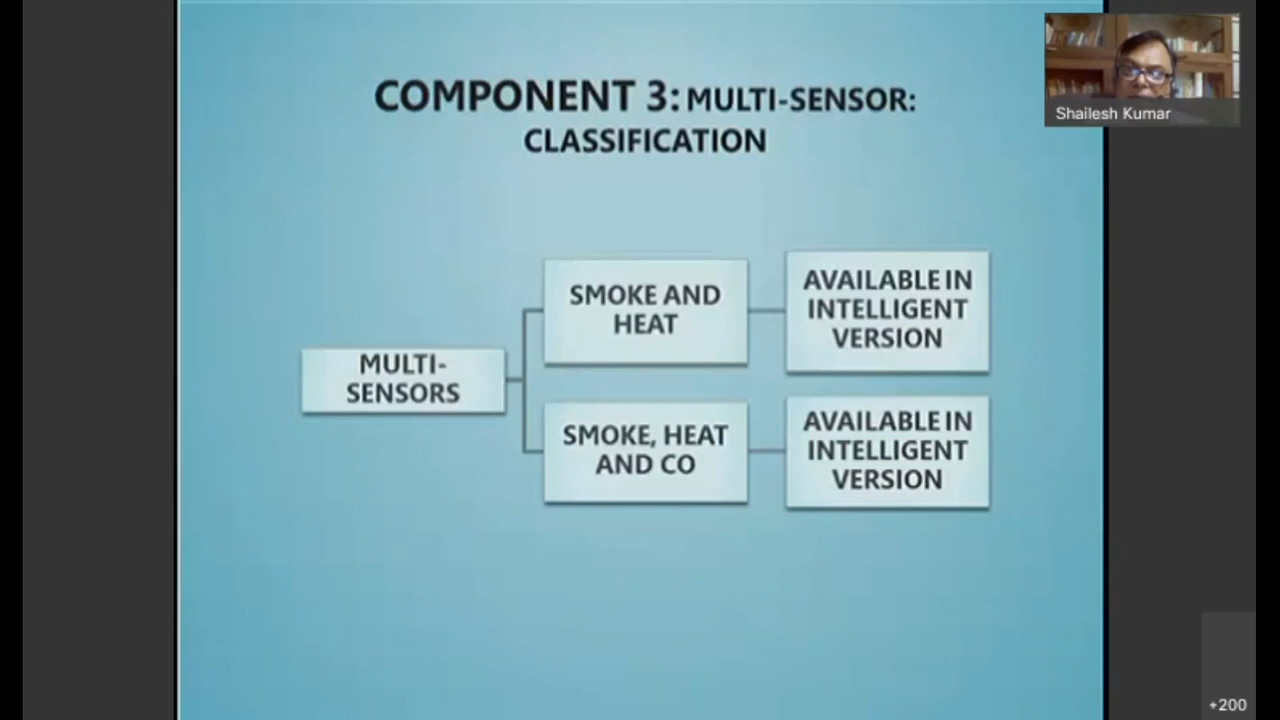 COMPONENT 3: MULTI-SENSOR:
CLASSIFICATION
Shailesh Kumar
MULTI-
SENSORS
SMOKE AND
HEAT
AVAILABLE IN
INTELLIGENT
VERSION
SMOKE, HEAT
AND CO
AVAILABLE IN
INTELLIGENT
VERSION
+200